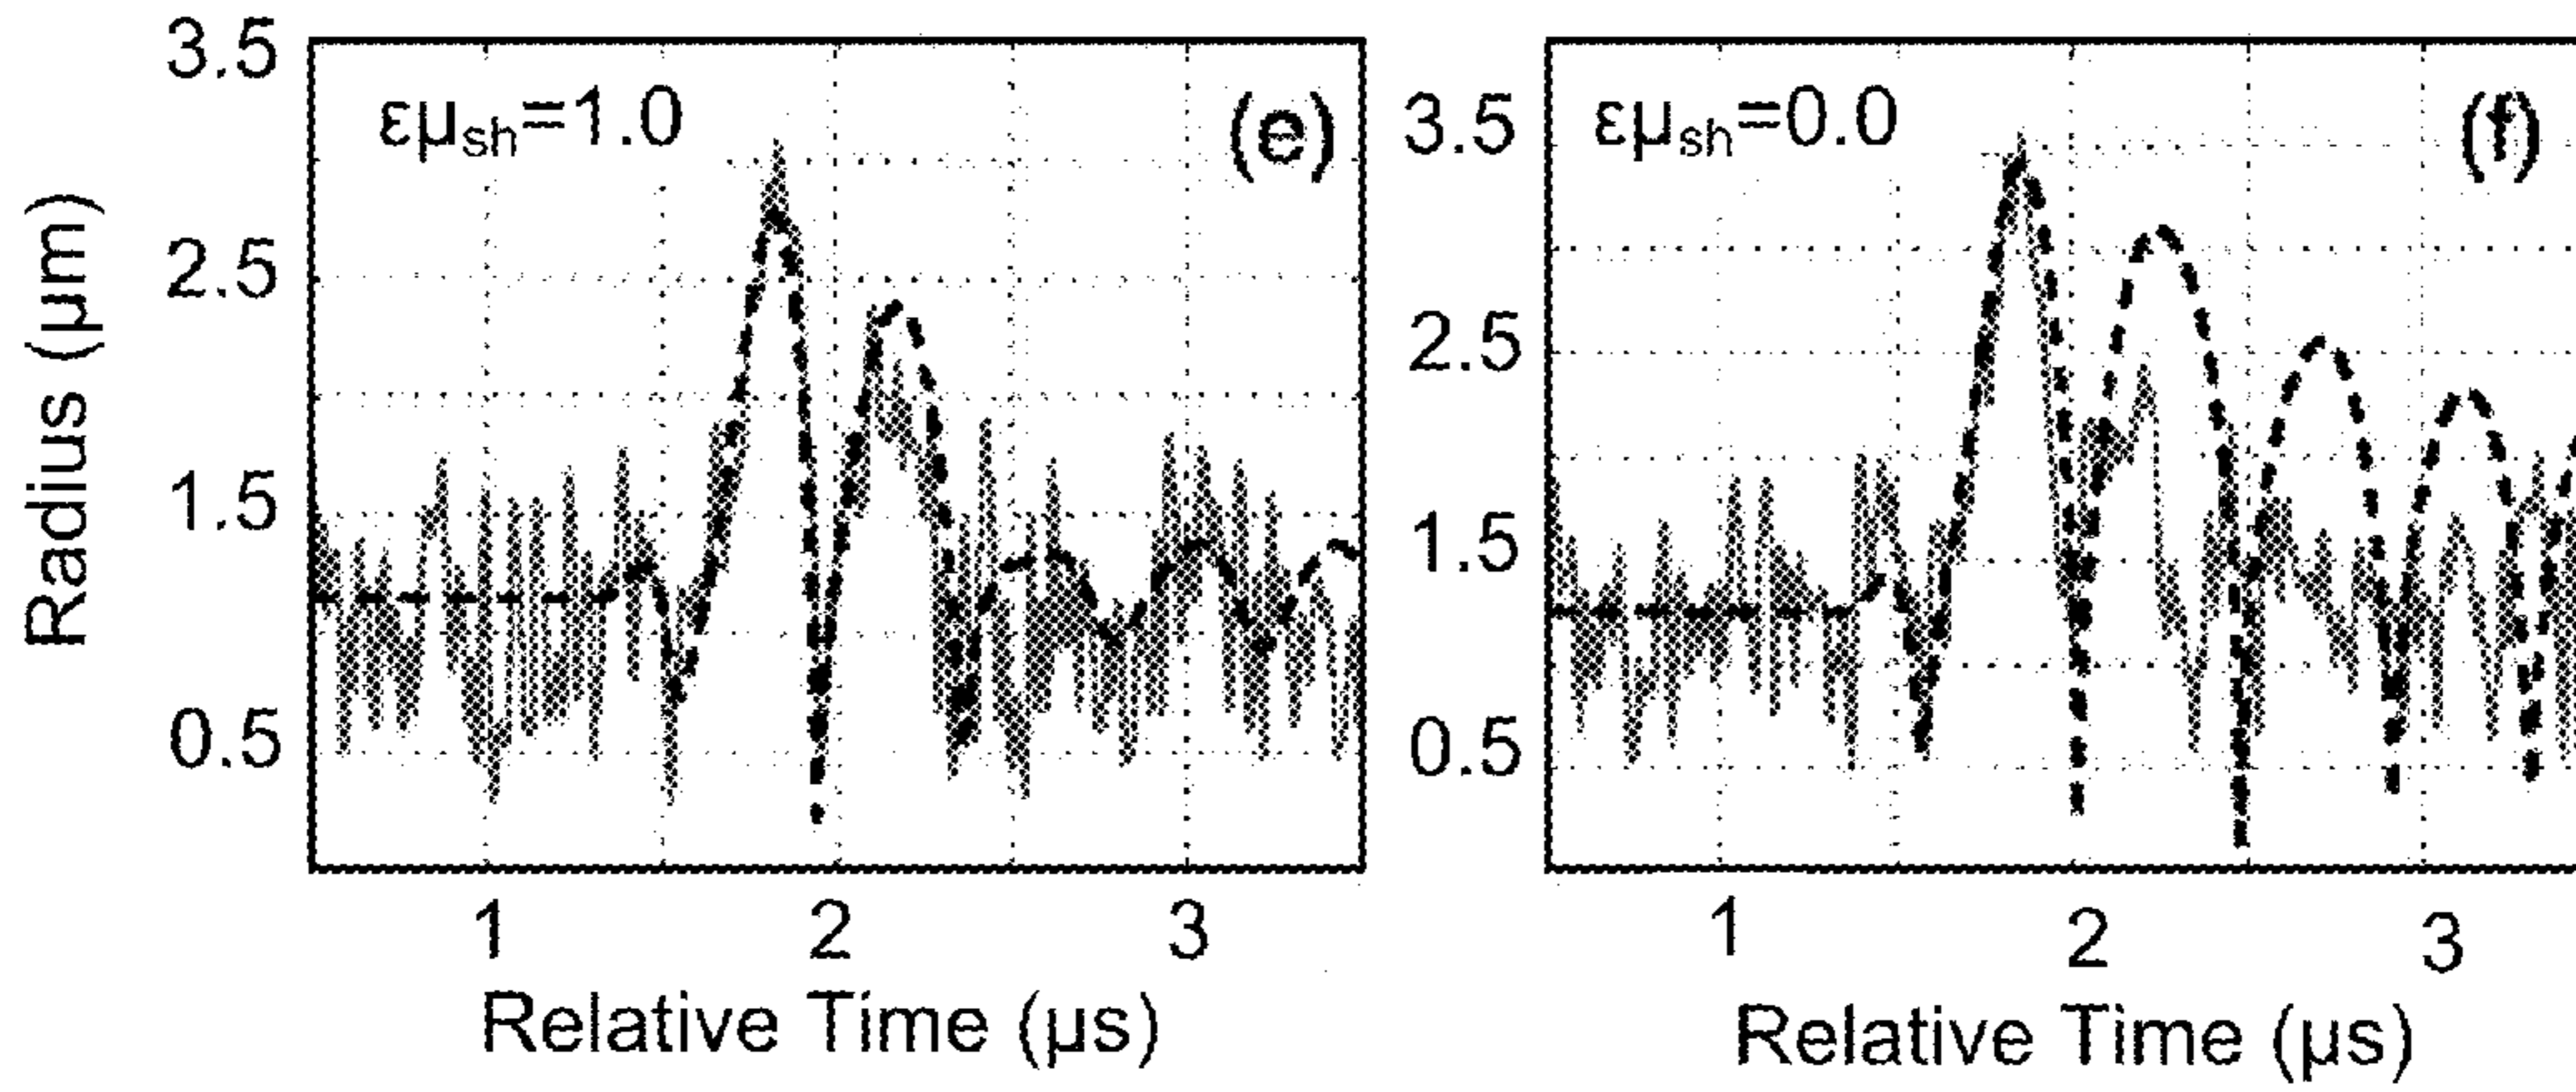 3.5
2.5
1.5
0.5
Radius (µm)
εµsh=1.0
(e)
1 2 3
Relative Time (µs)
3.5
2.5
1.5
0.5
εµsh=0.0
(f)
1 2 3
Relative Time (µs)